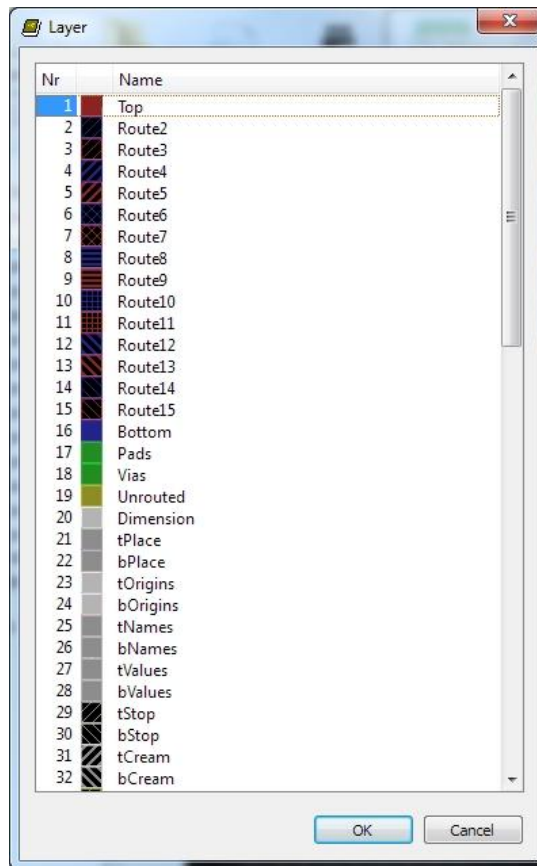 Layer
Nr Name
1 Top
2 Route2
3 Route3
4 Route4
5 Route5
6 Route6
7 Route7
8 Route8
9 Route9
10 Route10
11 Route11
12 Route12
13 Route13
14 Route14
15 Route15
16 Bottom
17 Pads
18 Vias
19 Unrouted
20 Dimension
21 tPlace
22 bPlace
23 tOrigins
24 bOrigins
25 tNames
26 bNames
27 tValues
28 bValues
29 tStop
30 bStop
31 tCream
32 bCream
OK Cancel